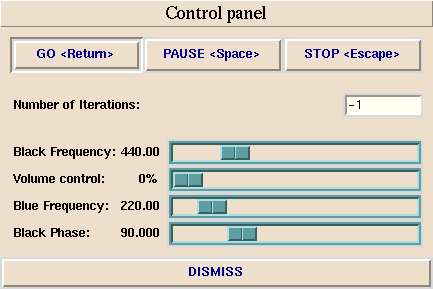 Control panel
GO <Return> PAUSE <Space> STOP <Escape>
Number of Iterations: -1
Black Frequency: 440.00
Volume control: 0%
Blue Frequency: 220.00
Black Phase: 90.000
DISMISS